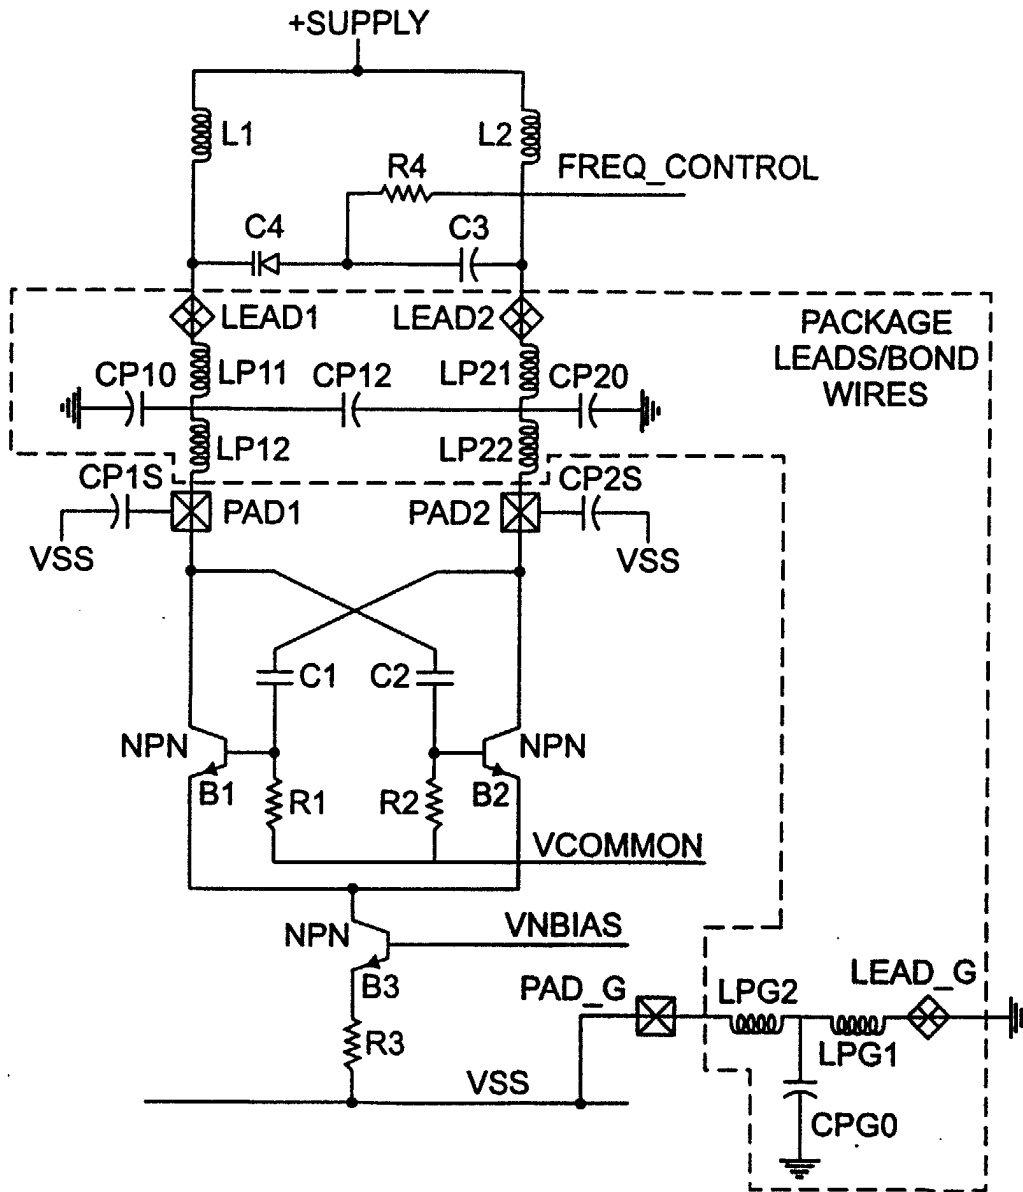 +SUPPLY
L1
L2
R4
FREQ_CONTROL
C4
C3
LEAD1
LEAD2
PACKAGE
LEADS/BOND
WIRES
CP10
LP11
CP12
LP21
CP20
LP12
LP22
CP1S
CP2S
PAD1
PAD2
VSS
VSS
C1
C2
NPN
NPN
B1
R1
R2
B2
VCOMMON
NPN
VNBIAS
B3
PAD_G
LPG2
LEAD_G
R3
LPG1
VSS
CPG0